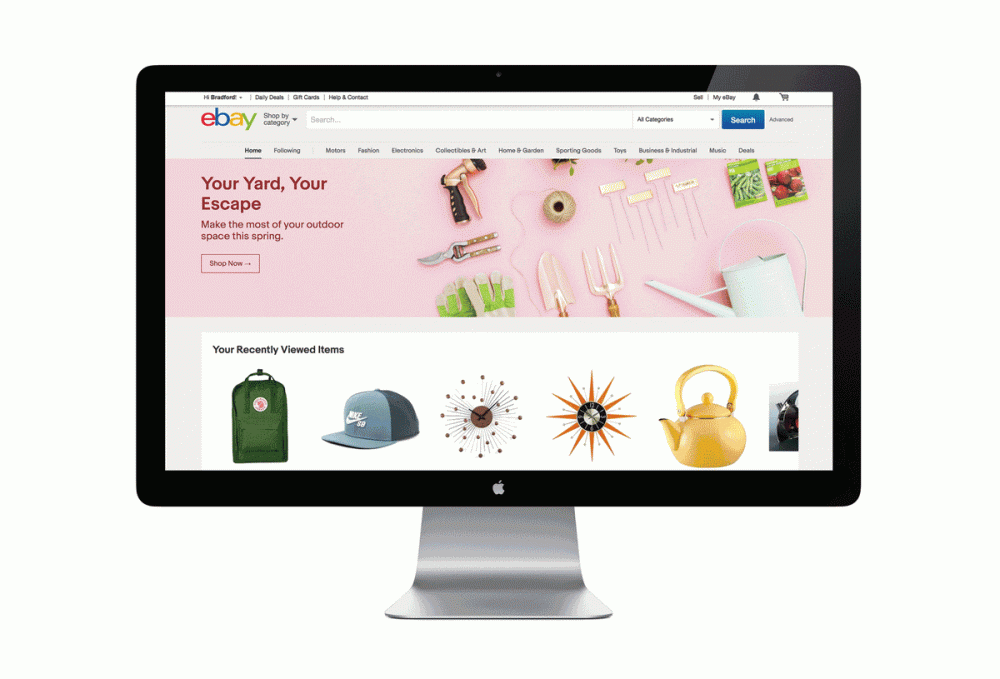 Hi Bradford! | Daily Deals | Gift Cards | Help & Contact
Sell | My eBay
ebay
Shop by
category
Search...
All Categories
Search
Advanced
Home Following Motors Fashion Electronics Collectibles & Art Home & Garden Sporting Goods Toys Business & Industrial Music Deals
Your Yard, Your
Escape
Make the most of your outdoor
space this spring.
Shop Now →
Your Recently Viewed Items
NIKE
SB